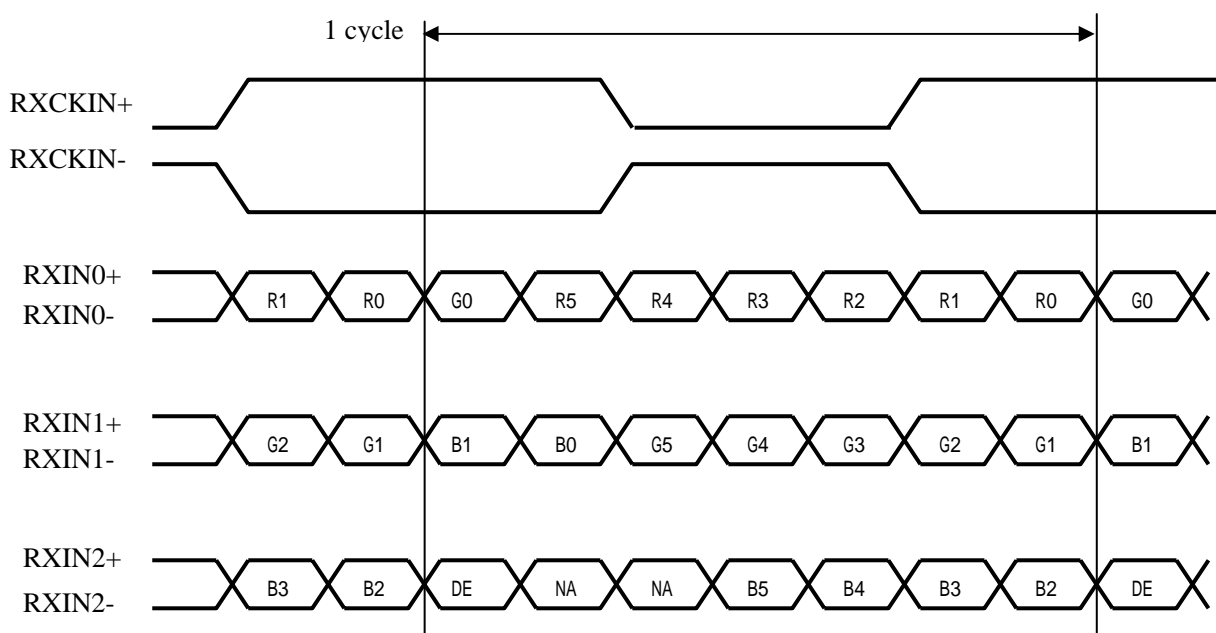 1 cycle
RXCKIN+
RXCKIN-
RXIN0+
R1 R0 G0 R5 R4 R3 R2 R1 R0 G0
RXIN0-
RXIN1+
G2 G1 B1 B0 G5 G4 G3 G2 G1 B1
RXIN1-
RXIN2+
B3 B2 DE NA NA B5 B4 B3 B2 DE
RXIN2-